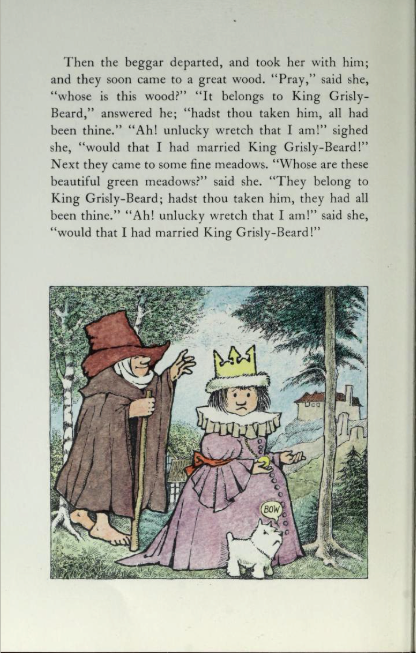 Then the beggar departed, and took her with him;
and they soon came to a great wood. “Pray,” said she,
“whose is this wood?” “It belongs to King Grisly-
Beard,” answered he; “hadst thou taken him, all had
been thine.” “Ah! unlucky wretch that I am!” sighed
she, “would that I had married King Grisly-Beard!”
Next they came to some fine meadows. “Whose are these
beautiful green meadows?” said she. “They belong to
King Grisly-Beard; hadst thou taken him, they had all
been thine.” “Ah! unlucky wretch that I am!” said she,
“would that I had married King Grisly-Beard!”
BOW